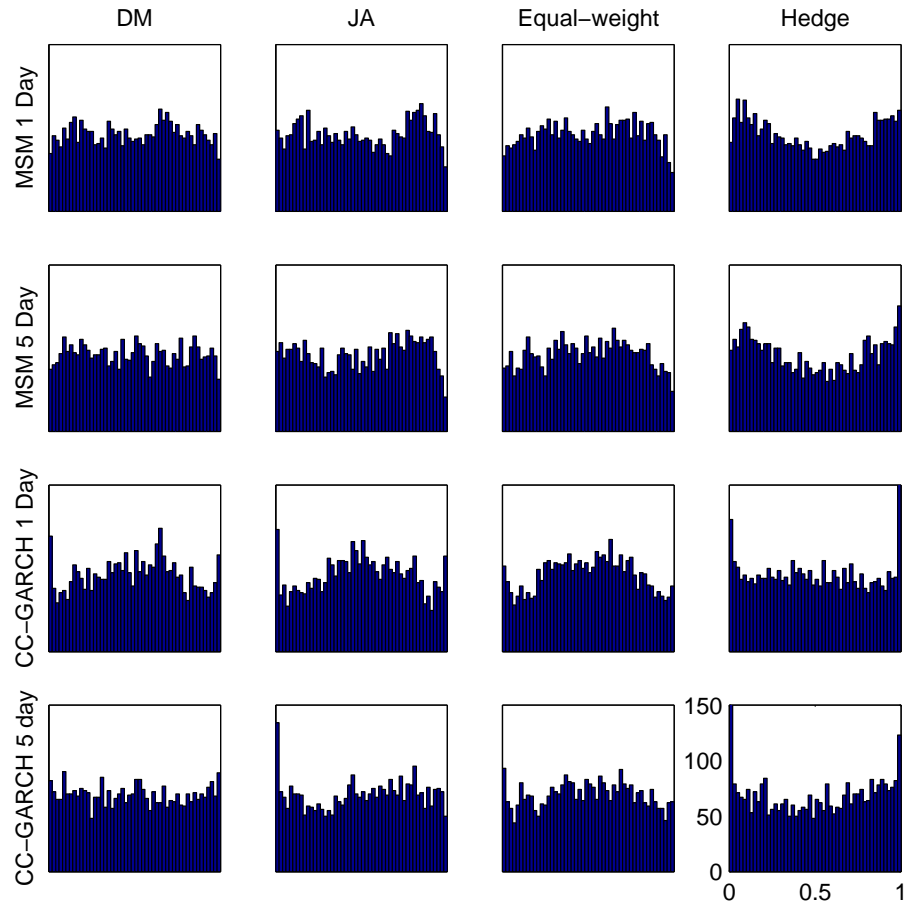 DM JA Equal−weight Hedge
MSM 1 Day
MSM 5 Day
CC−GARCH 1 Day
CC−GARCH 5 day
150
100
50
0
0 0.5 1